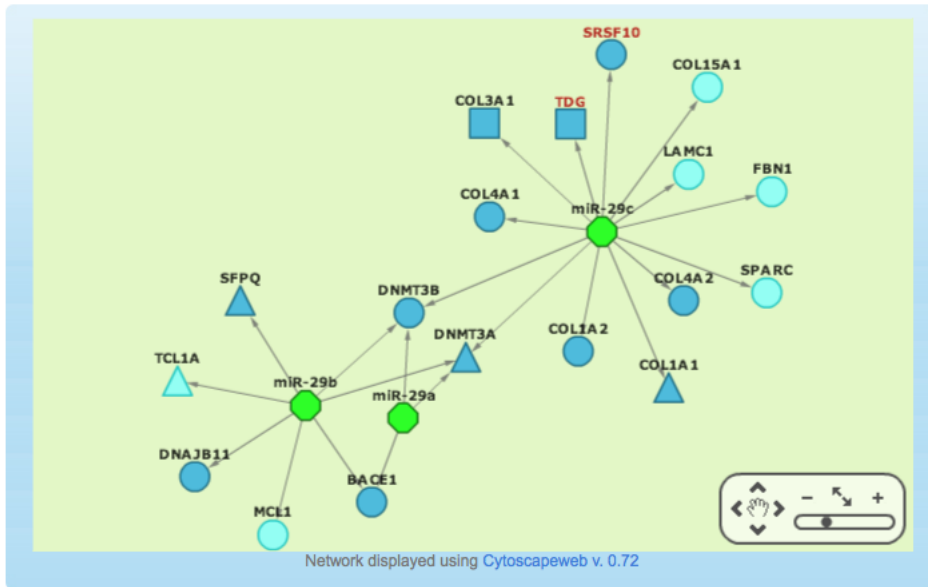 SRSF10
COL15A1
COL3A1
TDG
LAMC1
FBN1
COL4A1
miR-29c
SFPQ
DNMT3B
COL4A2
SPARC
DNMT3A
COL1A2
TCL1A
miR-29b
miR-29a
COL1A1
DNAJB11
BACE1
MCL1
Network displayed using Cytoscapeweb v. 0.72